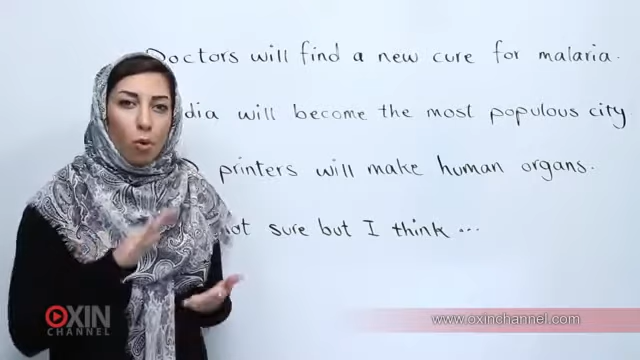 Doctors will find a new cure for malaria.
will become the most populous city.
printers will make human organs.
sure but I think ...
OXIN
CHANNEL
www.oxinchannel.com